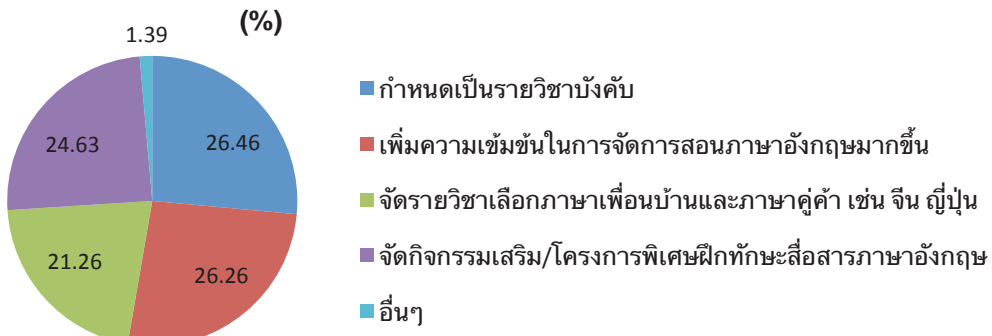 (%)
1.39
24.63
26.46
21.26
26.26
กำหนดเป็นรายวิชาบังคับ
เพิ่มความเข้มข้นในการจัดการสอนภาษาอังกฤษมากขึ้น
จัดรายวิชาเลือกภาษาเพื่อนบ้านและภาษาคู่ค้า เช่น จีน ญี่ปุ่น
จัดกิจกรรมเสริม/โครงการพิเศษฝึกทักษะสื่อสารภาษาอังกฤษ
อื่นๆ